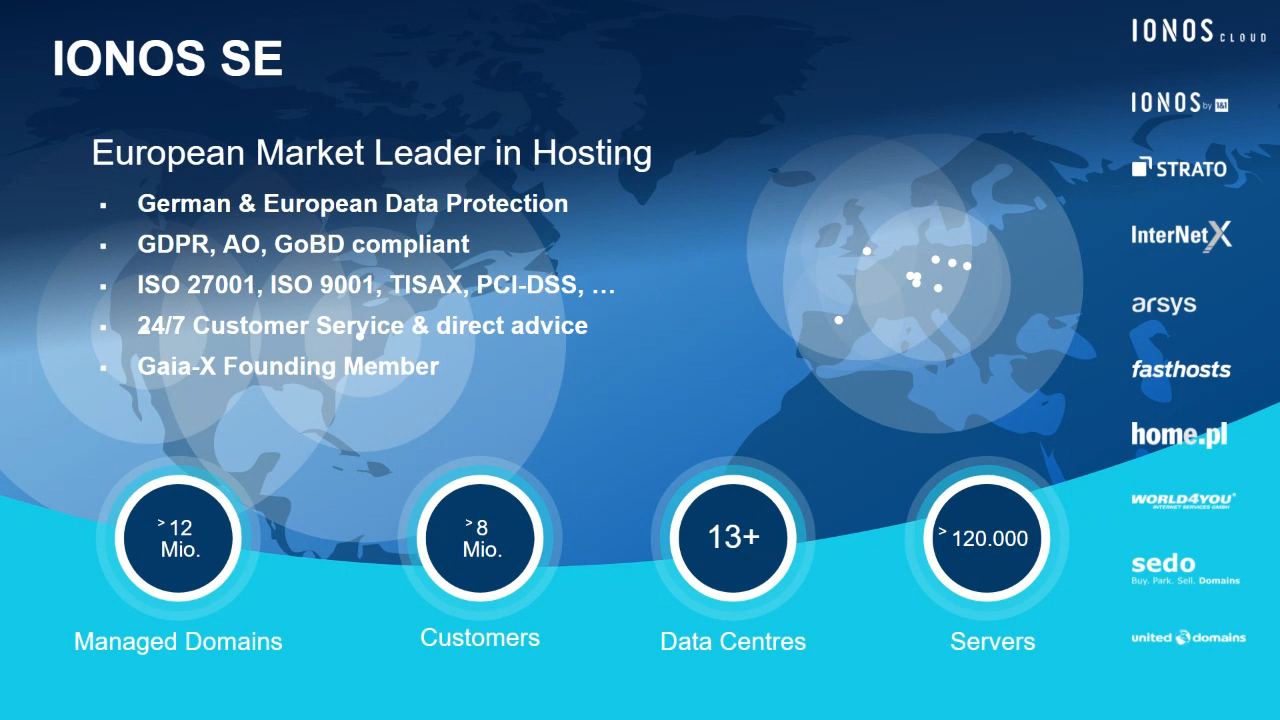 IONOS SE
European Market Leader in Hosting
▪ German & European Data Protection
▪ GDPR, AO, GoBD compliant
▪ ISO 27001, ISO 9001, TISAX, PCI-DSS, …
▪ 24/7 Customer Service & direct advice
▪ Gaia-X Founding Member
> 12
Mio.
Managed Domains
> 8
Mio.
Customers
13+
Data Centres
> 120.000
Servers
IONOS CLOUD
IONOS by 1&1
STRATO
InterNetX
arsys
fasthosts
home.pl
WORLD4YOU®
INTERNET SERVICES GMBH
sedo
Buy. Park. Sell. Domains
united domains